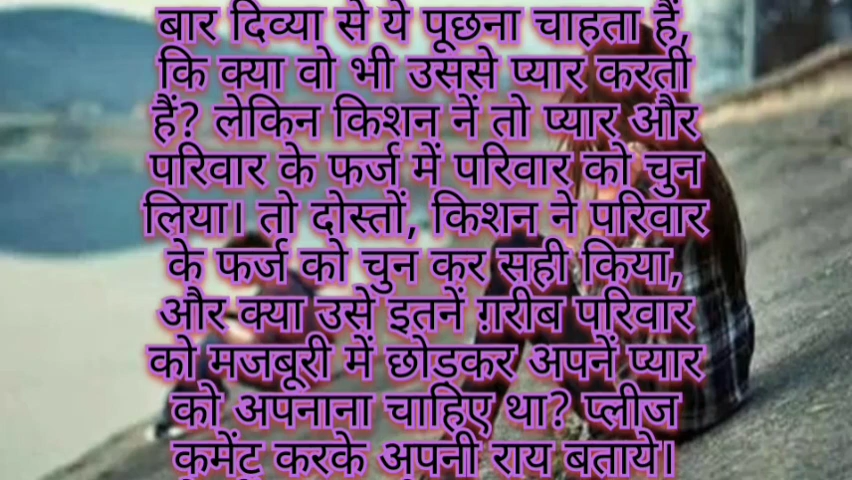 बार दिव्या से ये पूछना चाहता हैं,
कि क्या वो भी उससे प्यार करती
हैं? लेकिन किशन नें तो प्यार और
परिवार के फर्ज में परिवार को चुन
लिया। तो दोस्तों, किशन ने परिवार
के फर्ज को चुन कर सही किया,
और क्या उसे इतनें ग़रीब परिवार
को मजबूरी में छोड़कर अपनें प्यार
को अपनाना चाहिए था? प्लीज
कमेंट करके अपनी राय बताये।